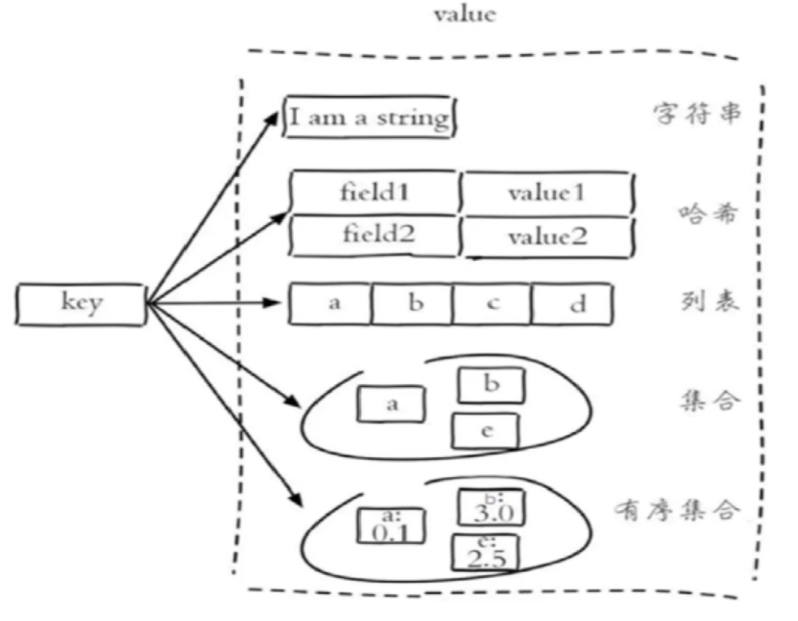 value
I am a string
字符串
field1 value1
field2 value2
哈希
key
a b c d
列表
a
b
e
集合
a:
0.1
b:
3.0
e:
2.5
有序集合